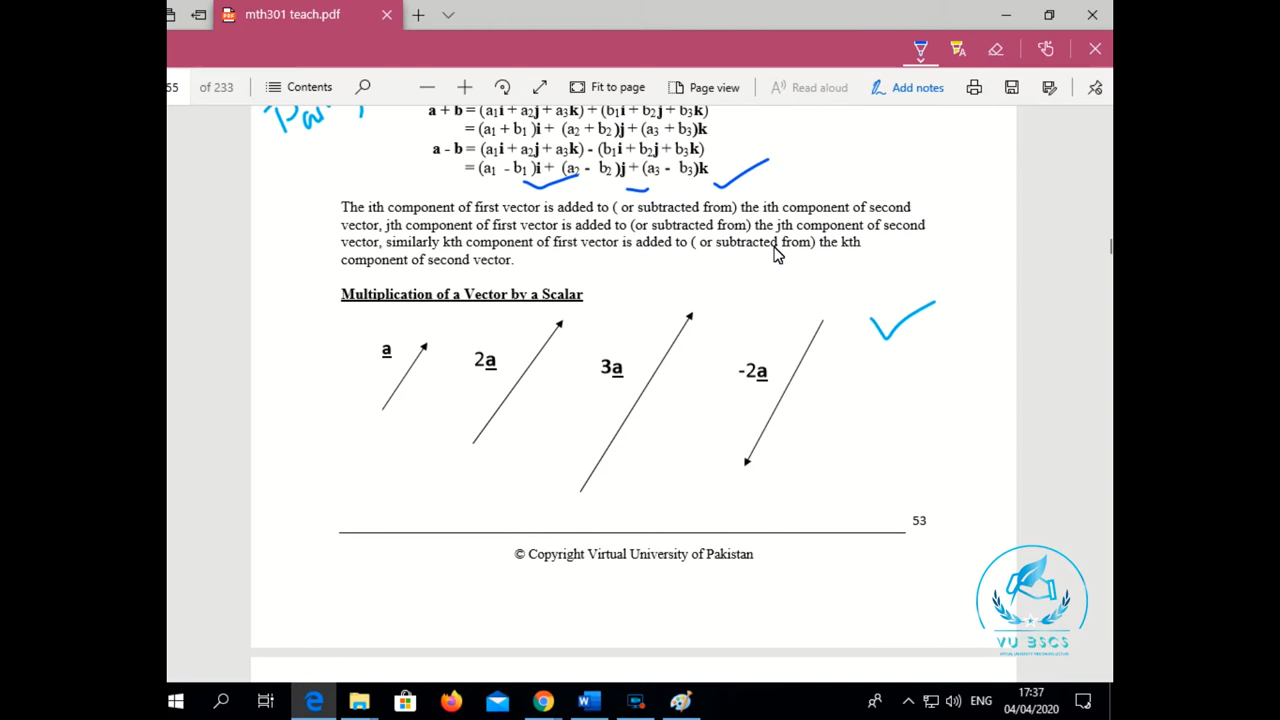 mth301 teach.pdf
55 of 233
Contents
Fit to page
Page view
Read aloud
Add notes
a + b = (a1i + a2j + a3k) + (b1i + b2j + b3k)
= (a1 + b1 )i + (a2 + b2 )j + (a3 + b3)k
a - b = (a1i + a2j + a3k) - (b1i + b2j + b3k)
= (a1 - b1 )i + (a2 - b2 )j + (a3 - b3)k
The ith component of first vector is added to ( or subtracted from) the ith component of second
vector, jth component of first vector is added to (or subtracted from) the jth component of second
vector, similarly kth component of first vector is added to ( or subtracted from) the kth
component of second vector.
Multiplication of a Vector by a Scalar
a
2a
3a
-2a
53
© Copyright Virtual University of Pakistan
VU BSCS
ENG
17:37
04/04/2020